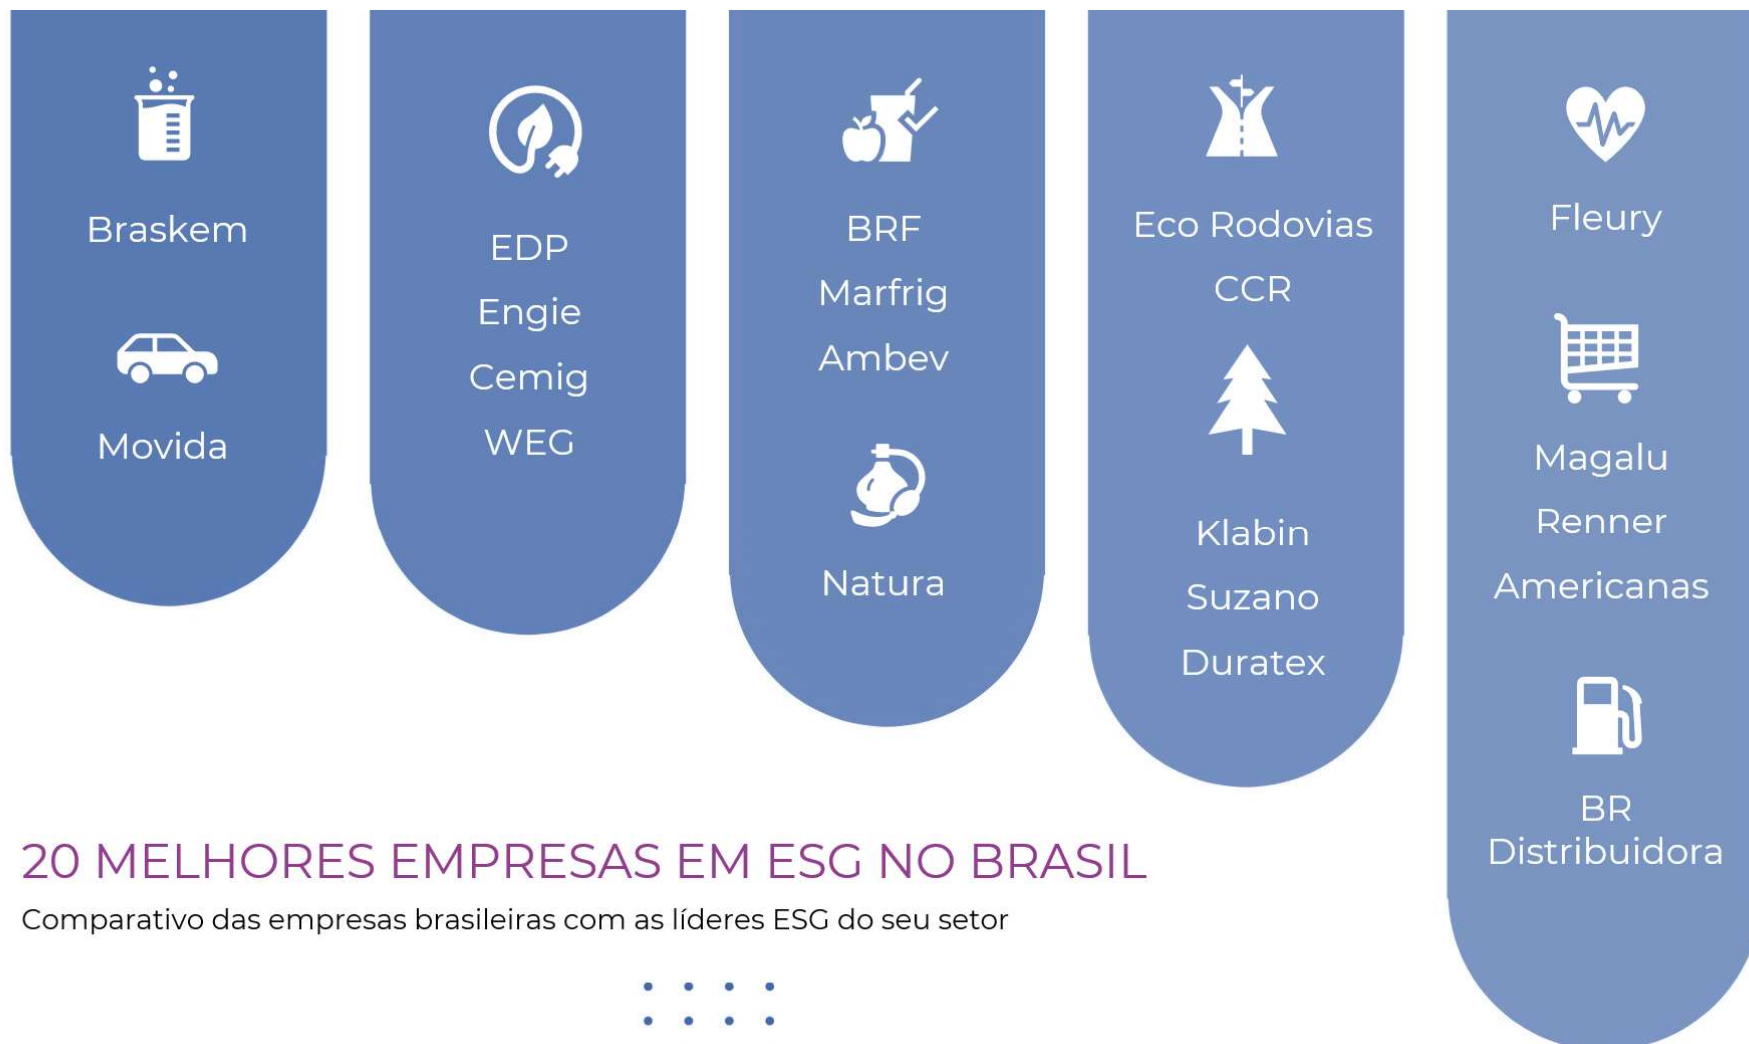 Braskem
Movida
EDP
Engie
Cemig
WEG
BRF
Marfrig
Ambev
Natura
Eco Rodovias
CCR
Klabin
Suzano
Duratex
Fleury
Magalu
Renner
Americanas
BR
Distribuidora
20 MELHORES EMPRESAS EM ESG NO BRASIL
Comparativo das empresas brasileiras com as líderes ESG do seu setor